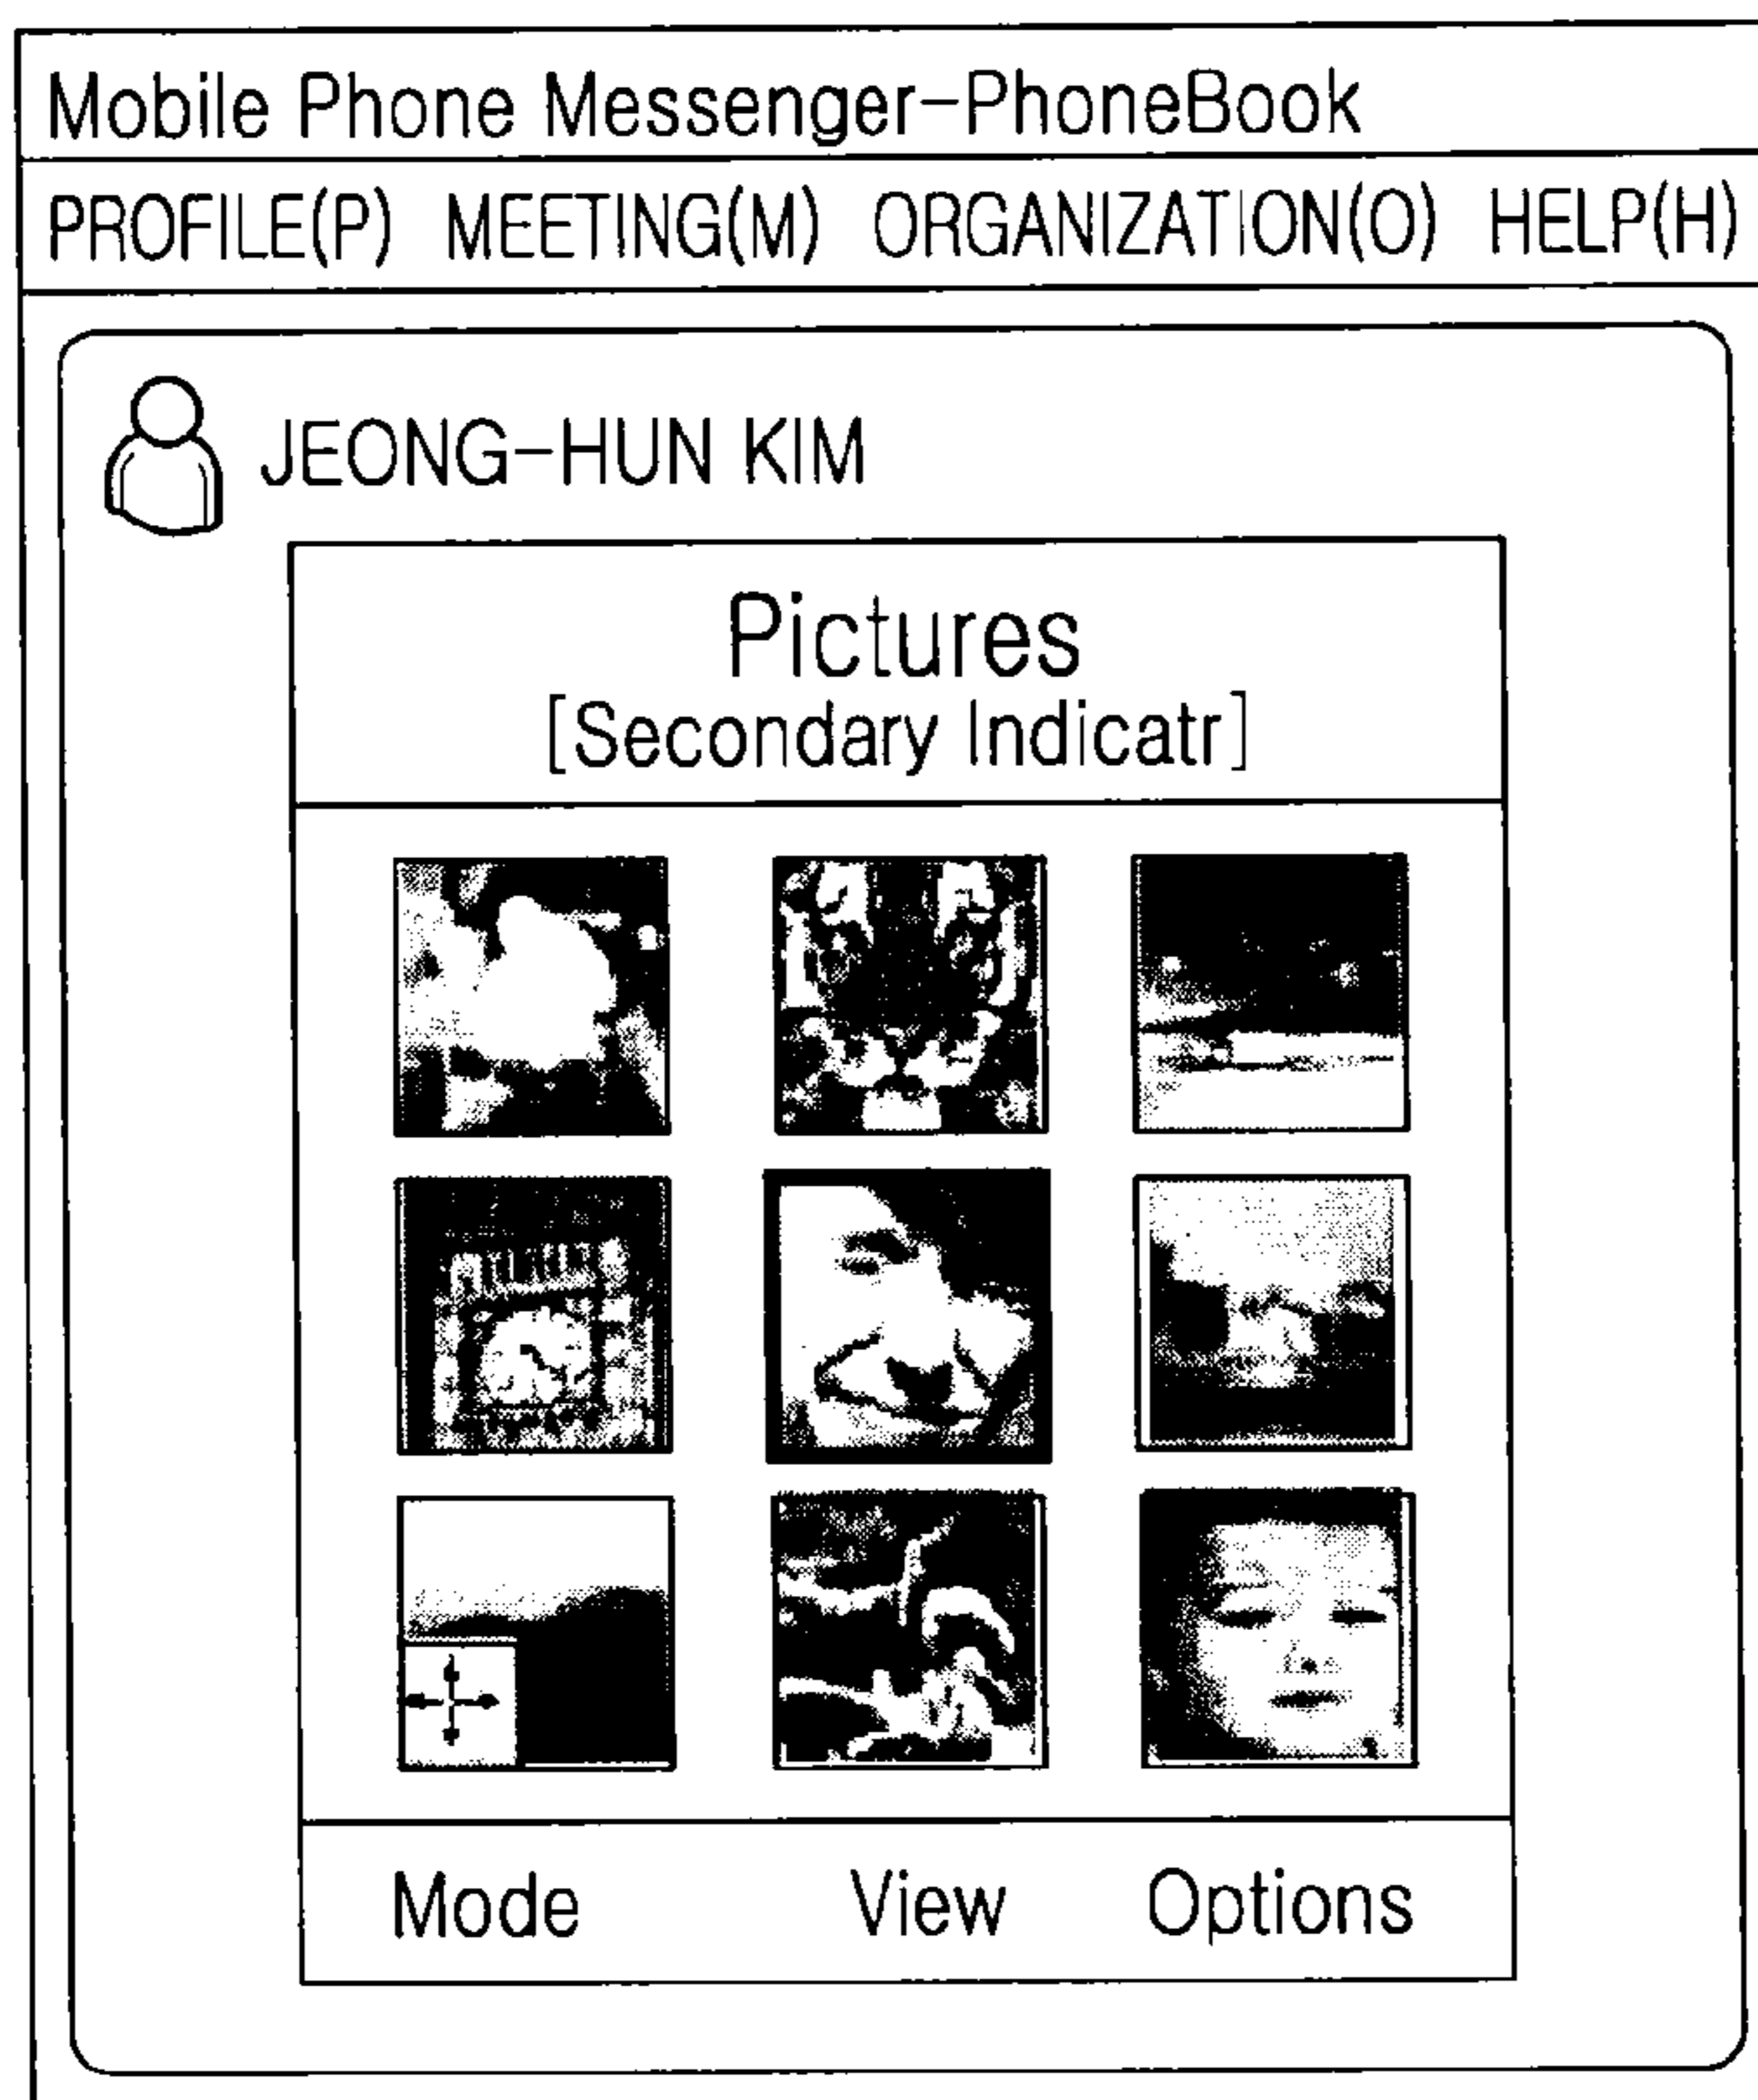 Mobile Phone Messenger-PhoneBook
PROFILE(P) MEETING(M) ORGANIZATION(O) HELP(H)
JEONG-HUN KIM
Pictures
[Secondary Indicatr]
Mode View Options